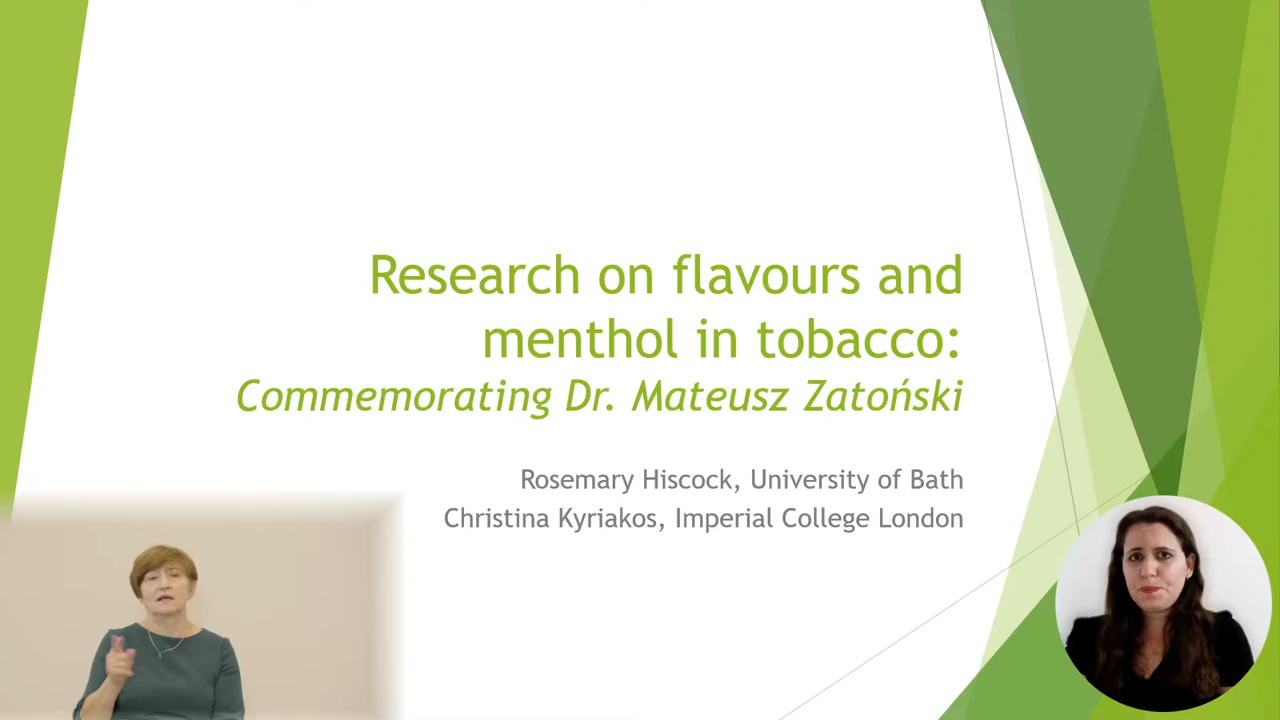 Research on flavours and
menthol in tobacco:
Commemorating Dr. Mateusz Zatoński
Rosemary Hiscock, University of Bath
Christina Kyriakos, Imperial College London